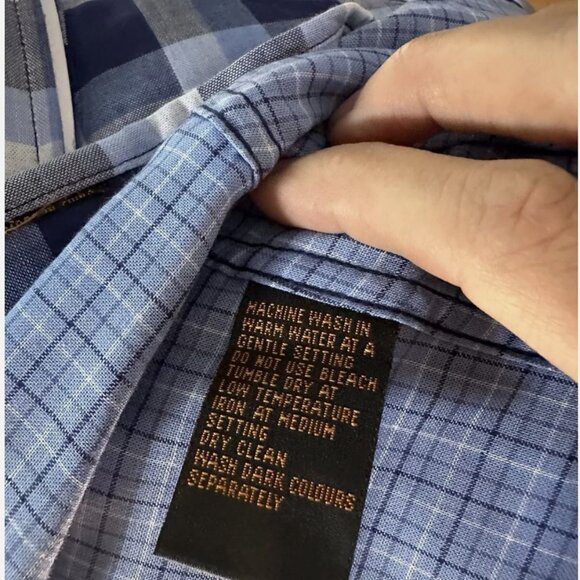 MACHINE WASH IN
WARM WATER AT A
GENTLE SETTING
DO NOT USE BLEACH
TUMBLE DRY AT
LOW TEMPERATURE
IRON AT MEDIUM
SETTING
DRY CLEAN
WASH DARK COLOURS
SEPARATELY